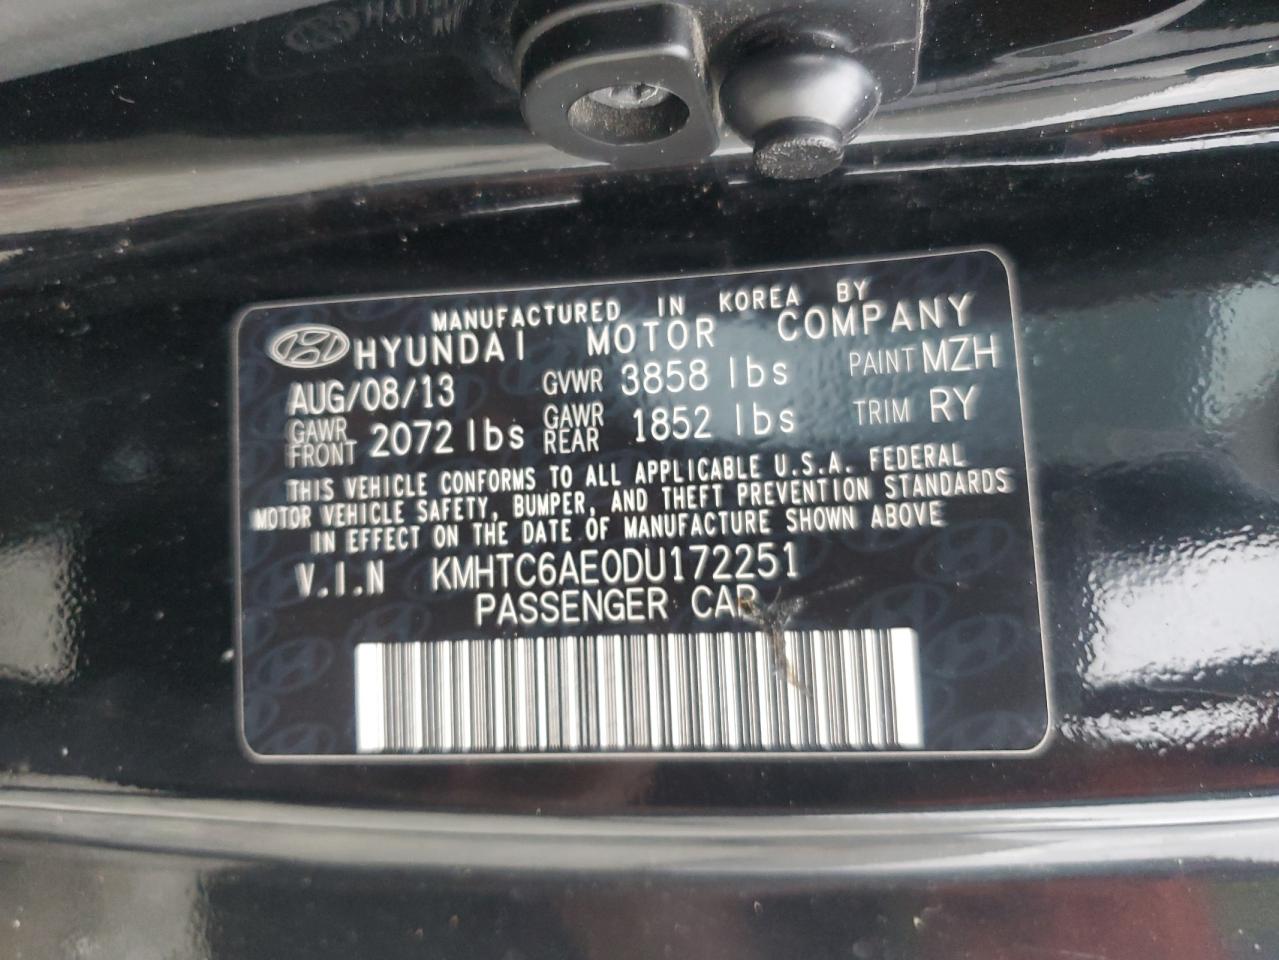 MANUFACTURED IN KOREA BY
HYUNDAI MOTOR COMPANY
AUG/08/13 GVWR 3858 lbs PAINT MZH
GAWR FRONT 2072 lbs GAWR REAR 1852 lbs TRIM RY
THIS VEHICLE CONFORMS TO ALL APPLICABLE U.S.A. FEDERAL
MOTOR VEHICLE SAFETY, BUMPER, AND THEFT PREVENTION STANDARDS
IN EFFECT ON THE DATE OF MANUFACTURE SHOWN ABOVE
V.I.N KMHTC6AE0DU172251
PASSENGER CAR